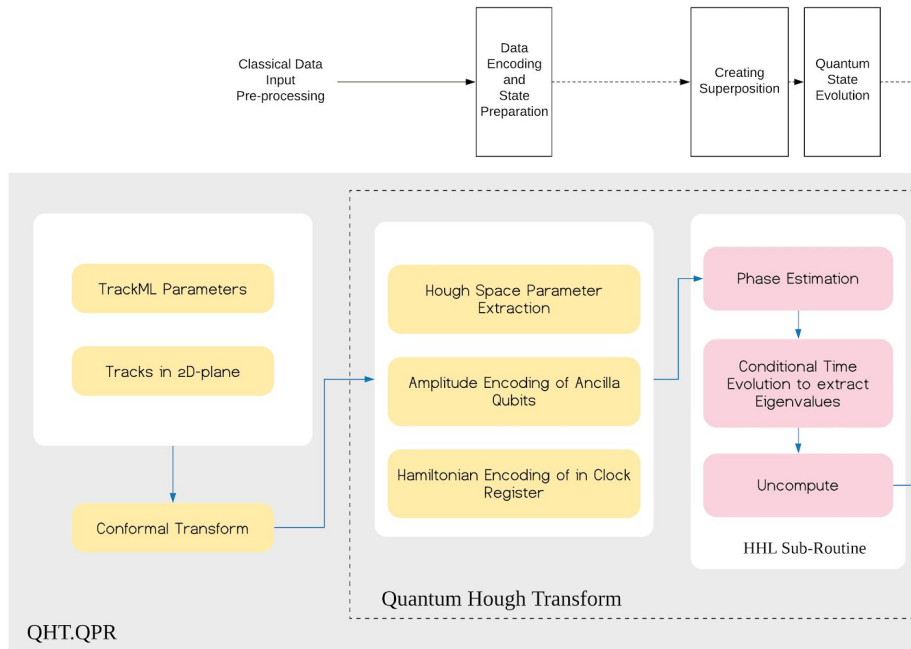 Classical Data
Input
Pre-processing
Data
Encoding
and
State
Preparation
Creating
Superposition
Quantum
State
Evolution
TrackML Parameters
Tracks in 2D-plane
Conformal Transform
Hough Space Parameter
Extraction
Amplitude Encoding of Ancilla
Qubits
Hamiltonian Encoding of in Clock
Register
Phase Estimation
Conditional Time
Evolution to extract
Eigenvalues
Uncompute
HHL Sub-Routine
Quantum Hough Transform
QHT.QPR